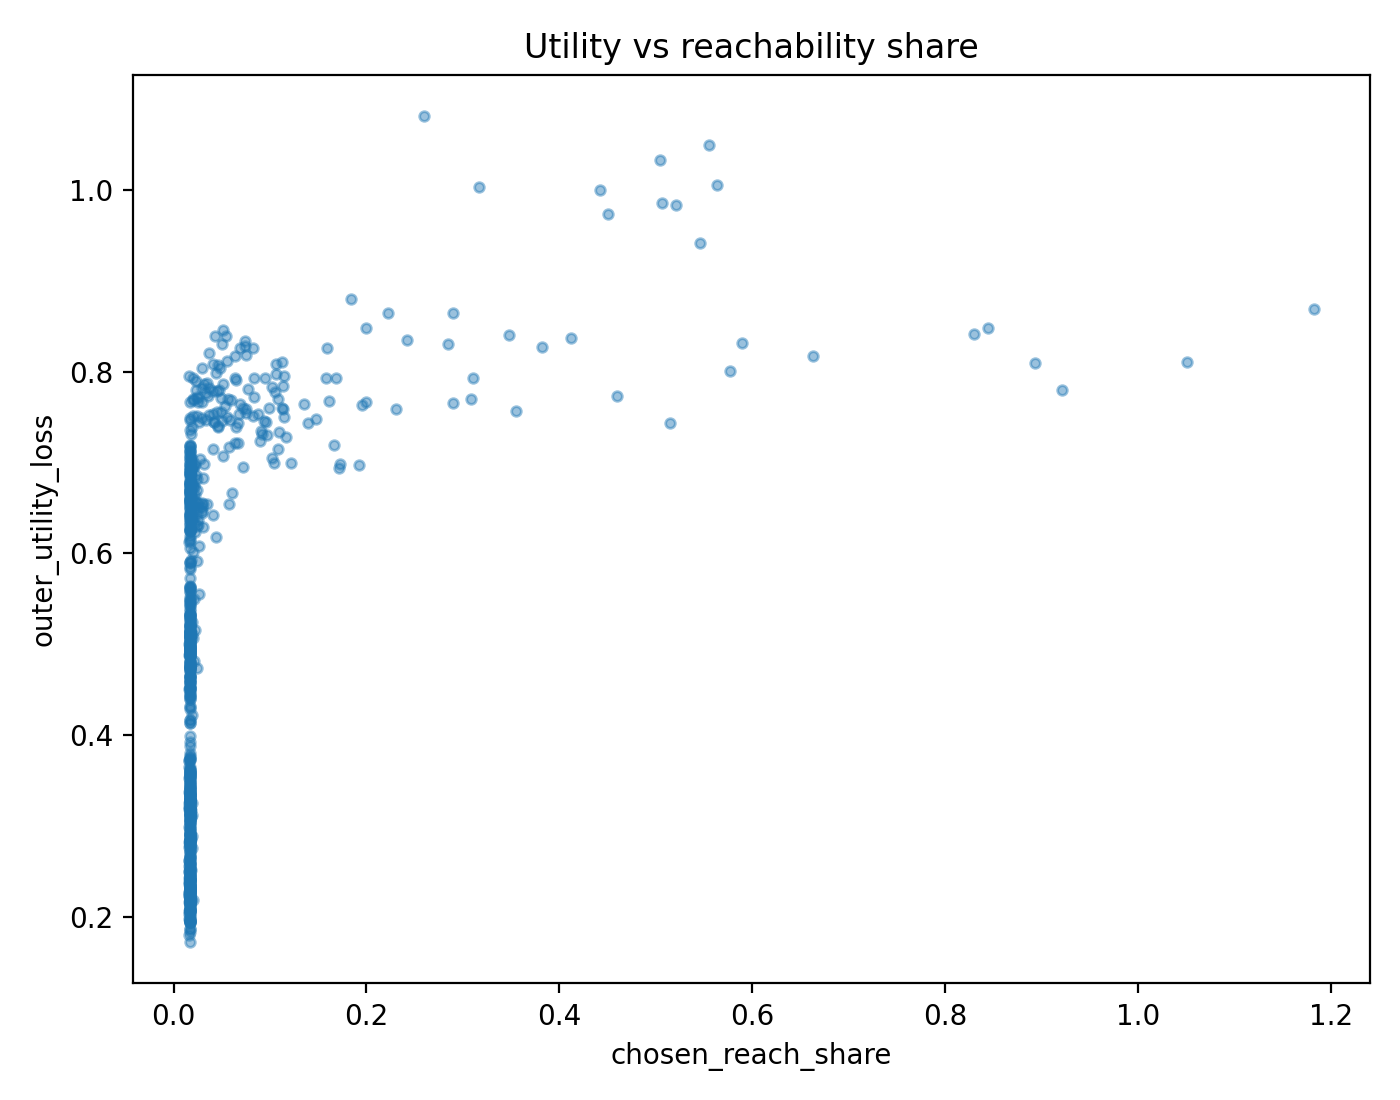 Utility vs reachability share
outer_utility_loss
1.0
0.8
0.6
0.4
0.2
0.0 0.2 0.4 0.6 0.8 1.0 1.2
chosen_reach_share